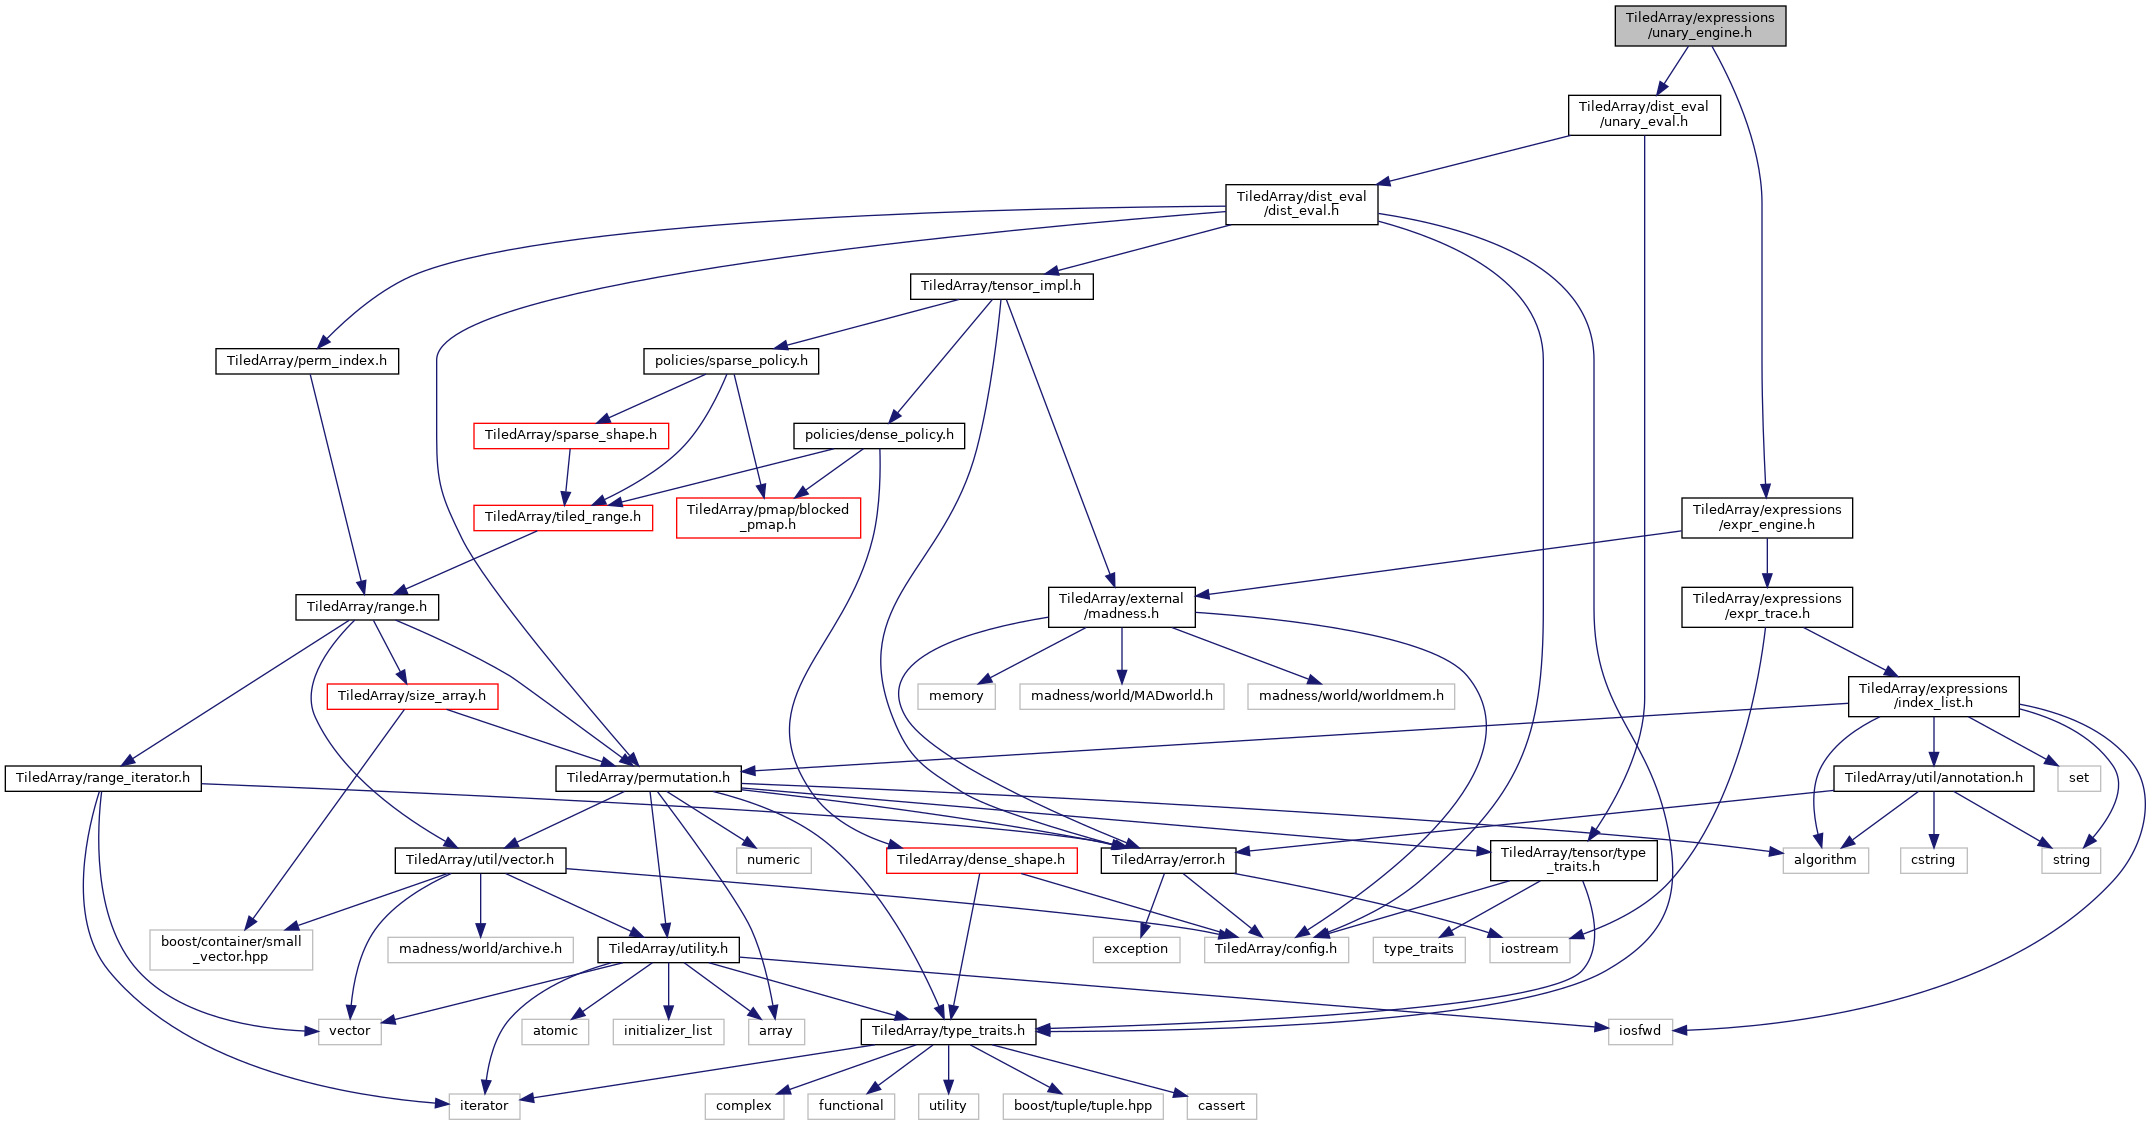 TiledArray/expressions
/unary_engine.h
TiledArray/dist_eval
/unary_eval.h
TiledArray/dist_eval
/dist_eval.h
TiledArray/tensor_impl.h
TiledArray/perm_index.h
policies/sparse_policy.h
TiledArray/sparse_shape.h
policies/dense_policy.h
TiledArray/tiled_range.h
TiledArray/pmap/blocked
_pmap.h
TiledArray/expressions
/expr_engine.h
TiledArray/range.h
TiledArray/external
/madness.h
TiledArray/expressions
/expr_trace.h
TiledArray/size_array.h
memory
madness/world/MADworld.h
madness/world/worldmem.h
TiledArray/expressions
/index_list.h
TiledArray/range_iterator.h
TiledArray/permutation.h
TiledArray/util/annotation.h
set
TiledArray/util/vector.h
numeric
TiledArray/dense_shape.h
TiledArray/error.h
TiledArray/tensor/type
_traits.h
algorithm
cstring
string
boost/container/small
_vector.hpp
madness/world/archive.h
TiledArray/utility.h
exception
TiledArray/config.h
type_traits
iostream
vector
atomic
initializer_list
array
TiledArray/type_traits.h
iosfwd
iterator
complex
functional
utility
boost/tuple/tuple.hpp
cassert